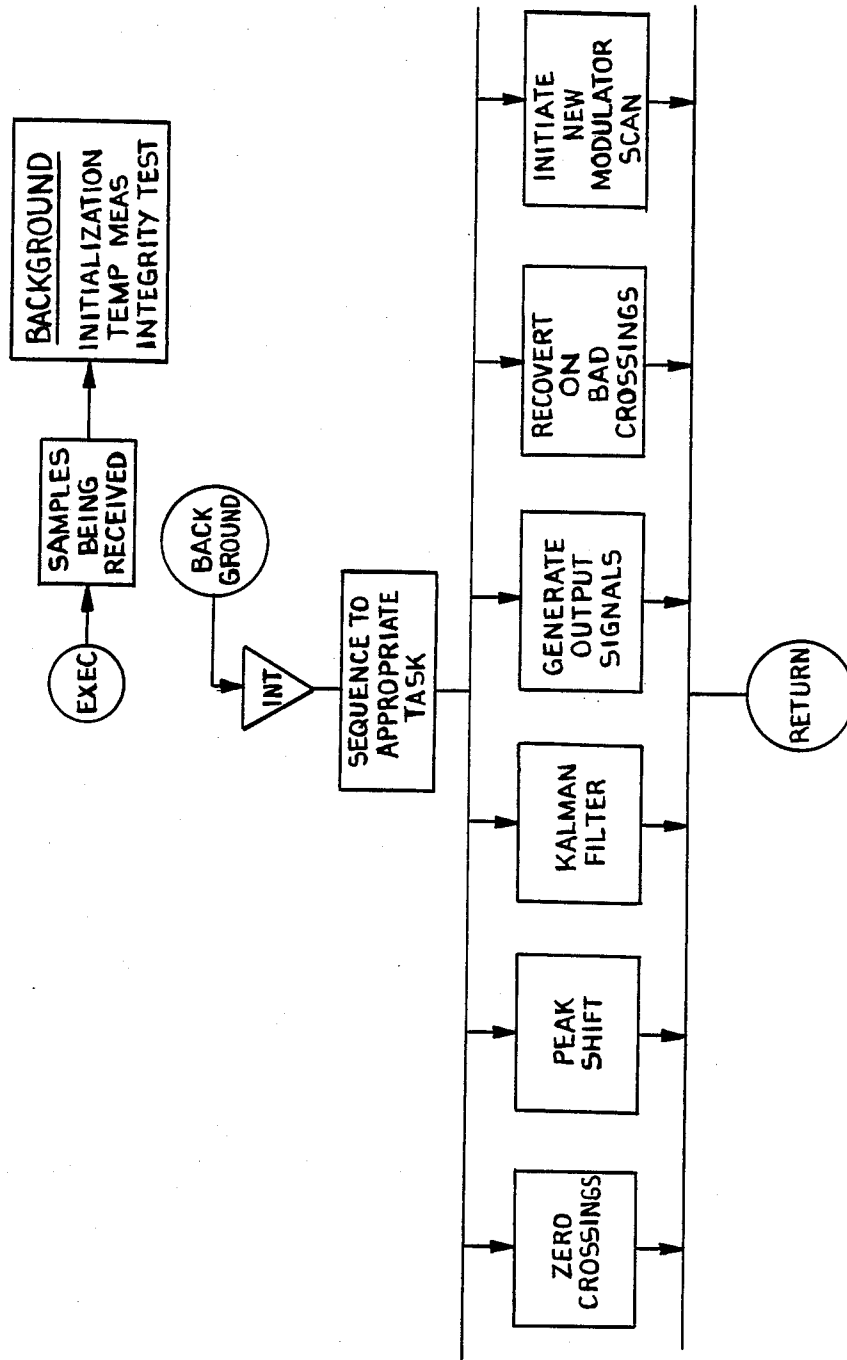 EXEC
SAMPLES
BEING
RECEIVED
BACKGROUND
INITIALIZATION
TEMP MEAS
INTEGRITY TEST
BACK
GROUND
INT
SEQUENCE TO
APPROPRIATE
TASK
ZERO
CROSSINGS
PEAK
SHIFT
KALMAN
FILTER
GENERATE
OUTPUT
SIGNALS
RECOVERT
ON
BAD
CROSSINGS
INITIATE
NEW
MODULATOR
SCAN
RETURN